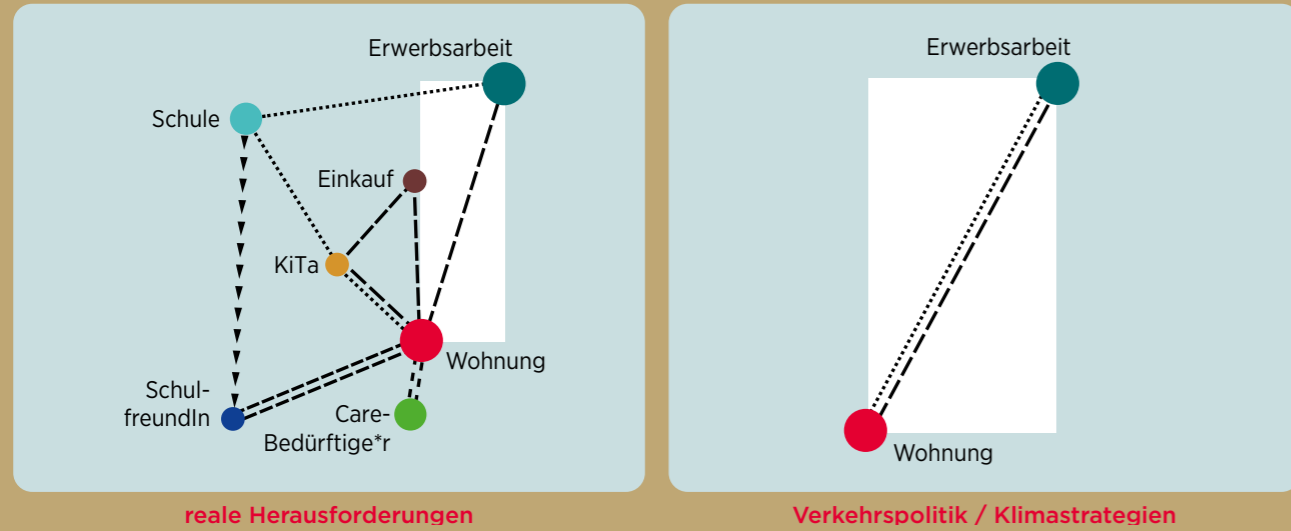 Erwerbsarbeit
Schule
Einkauf
KiTa
Wohnung
Schul-
freundIn
Care-
Bedürftige*r
reale Herausforderungen
Erwerbsarbeit
Wohnung
Verkehrspolitik / Klimastrategien